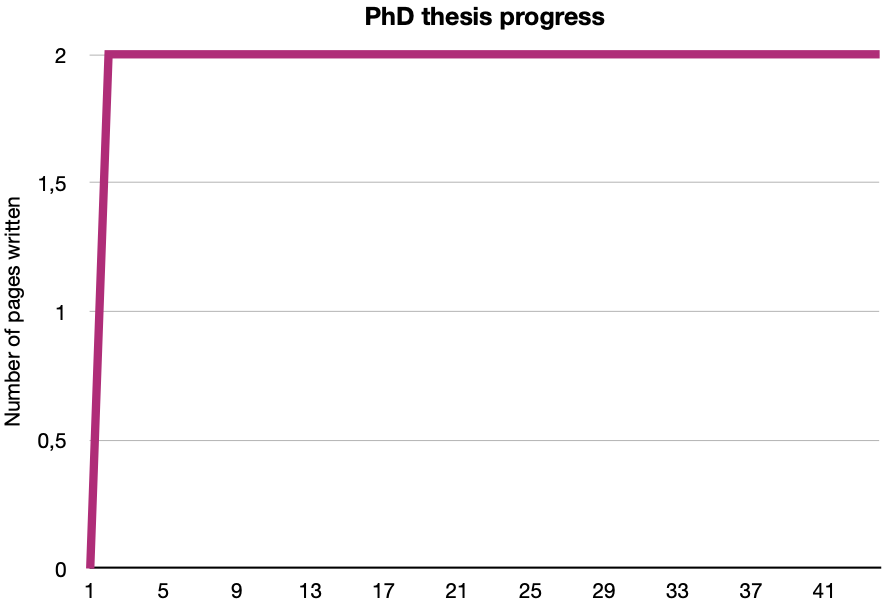 PhD thesis progress
Number of pages written
2
1,5
1
0,5
0
1 5 9 13 17 21 25 29 33 37 41